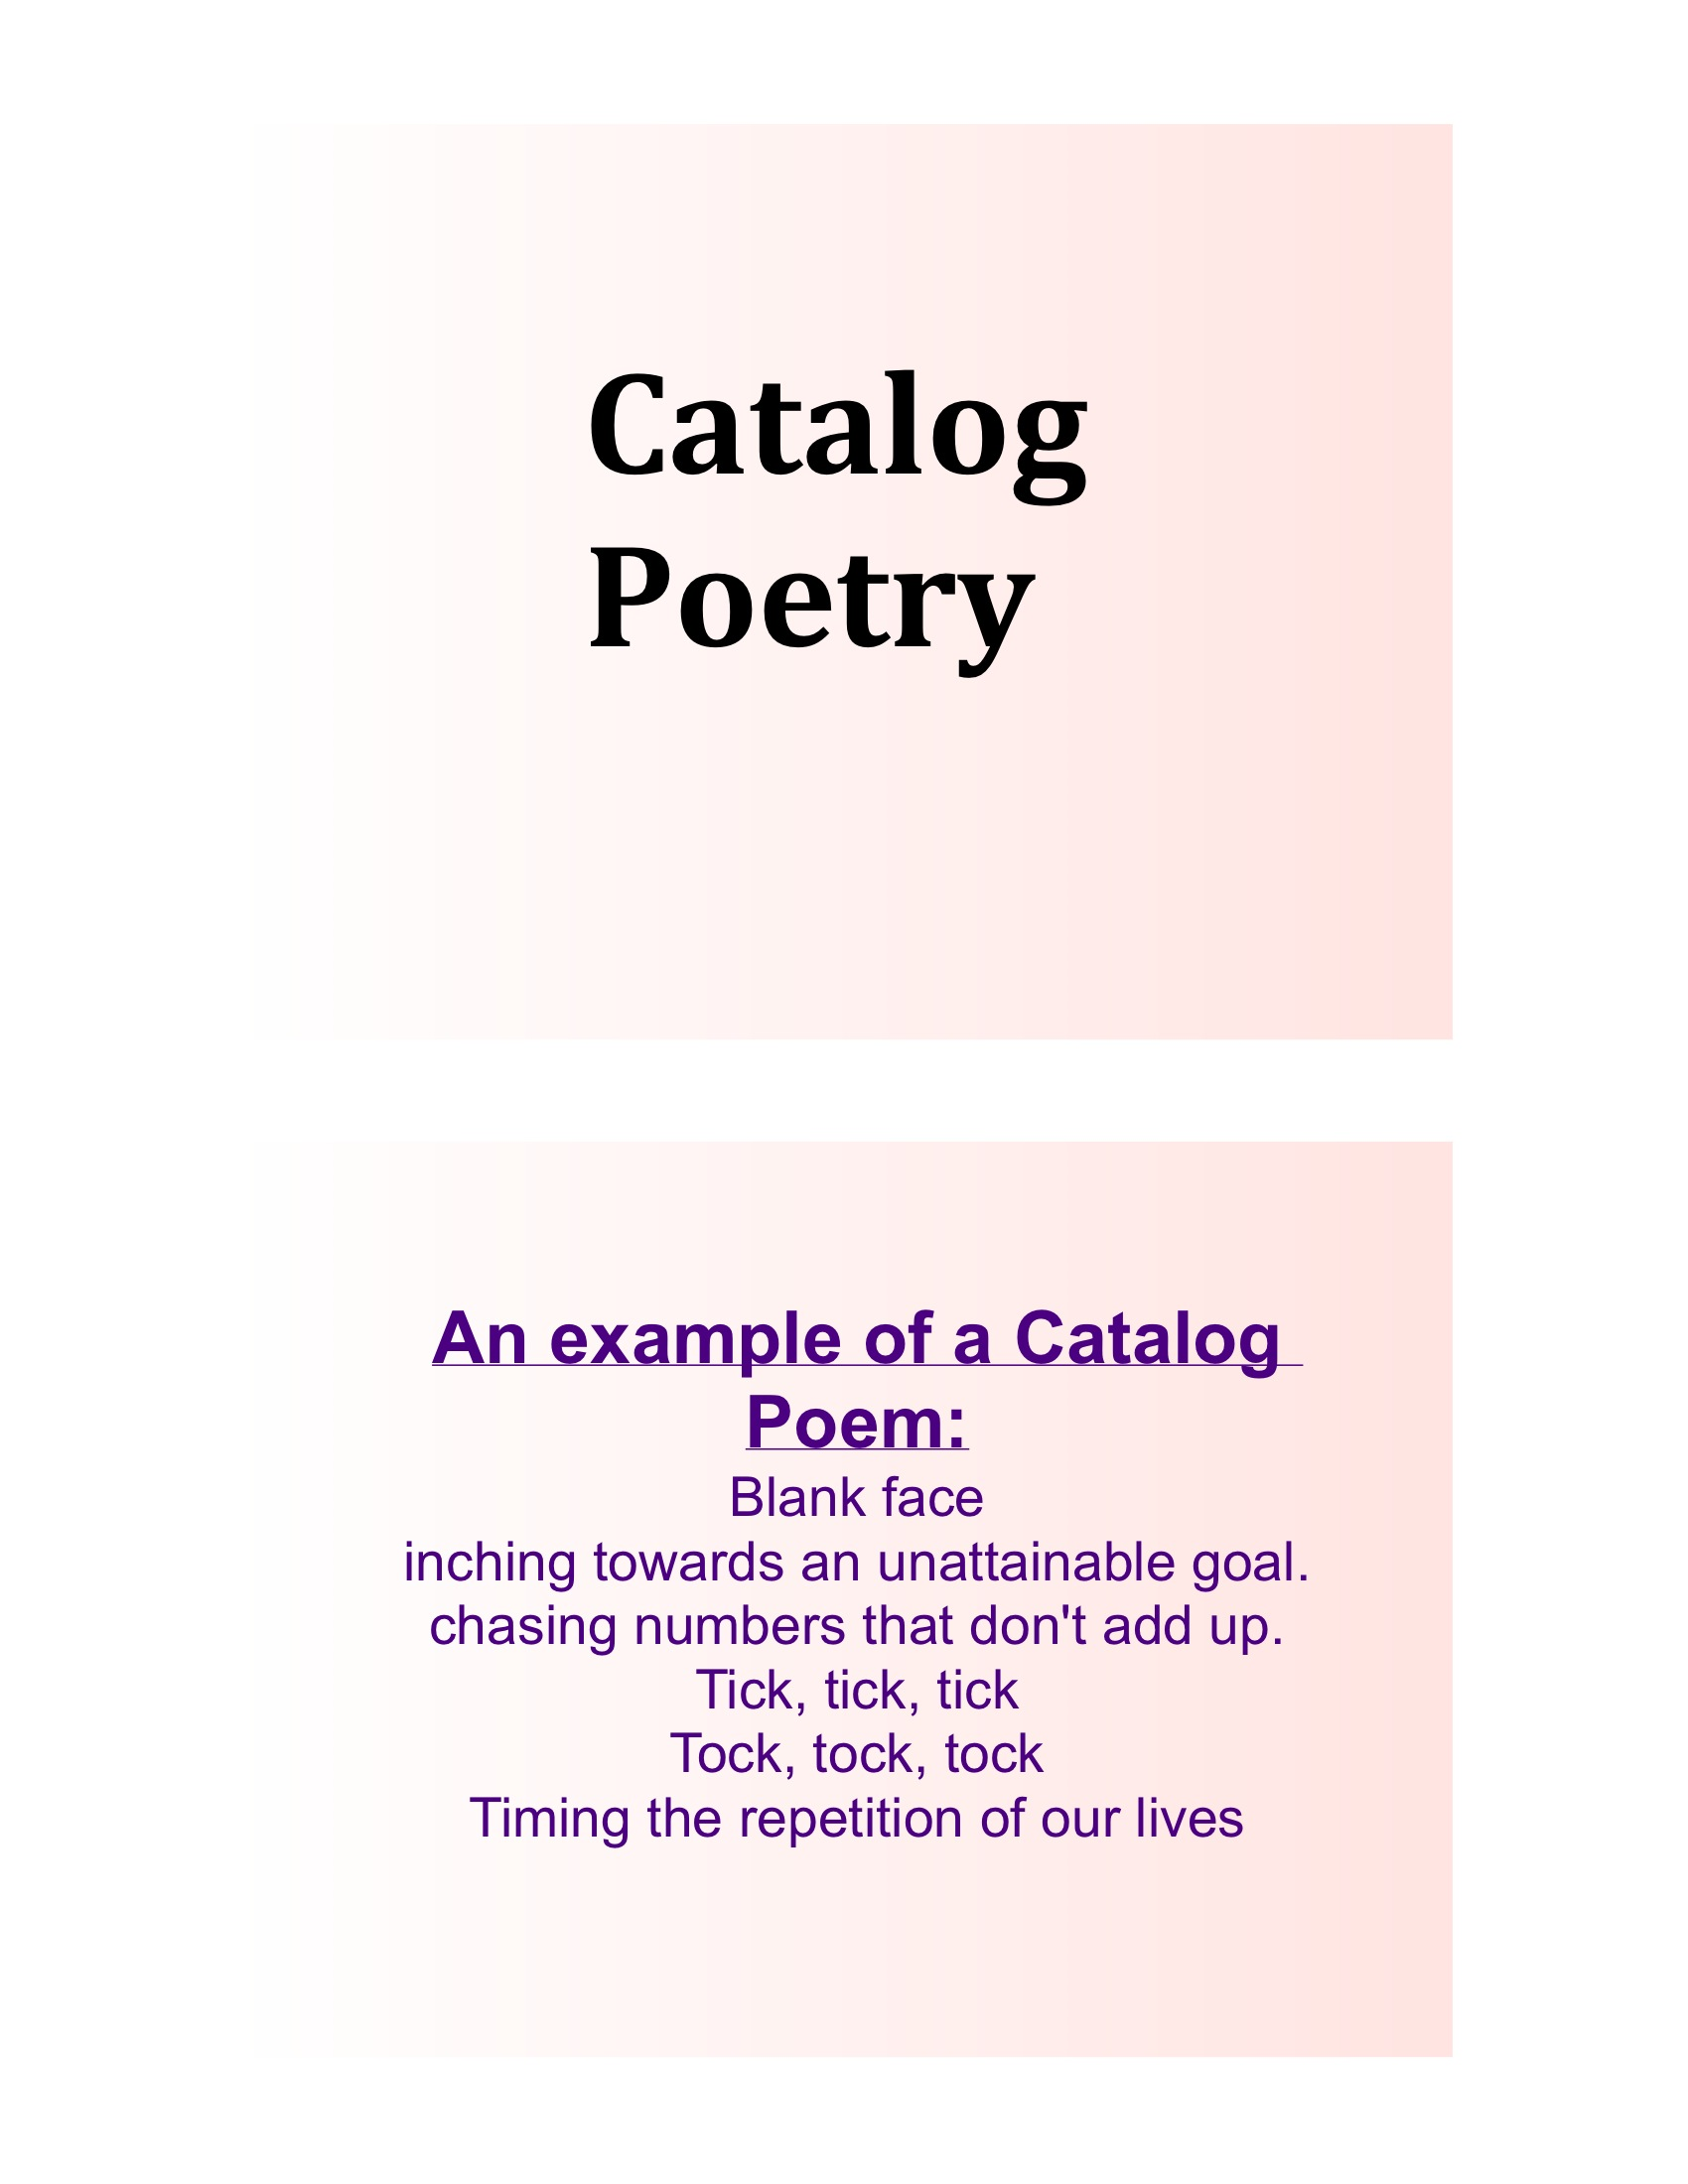 Catalog
Poetry
An example of a Catalog
Poem:
Blank face
inching towards an unattainable goal.
chasing numbers that don't add up.
Tick, tick, tick
Tock, tock, tock
Timing the repetition of our lives